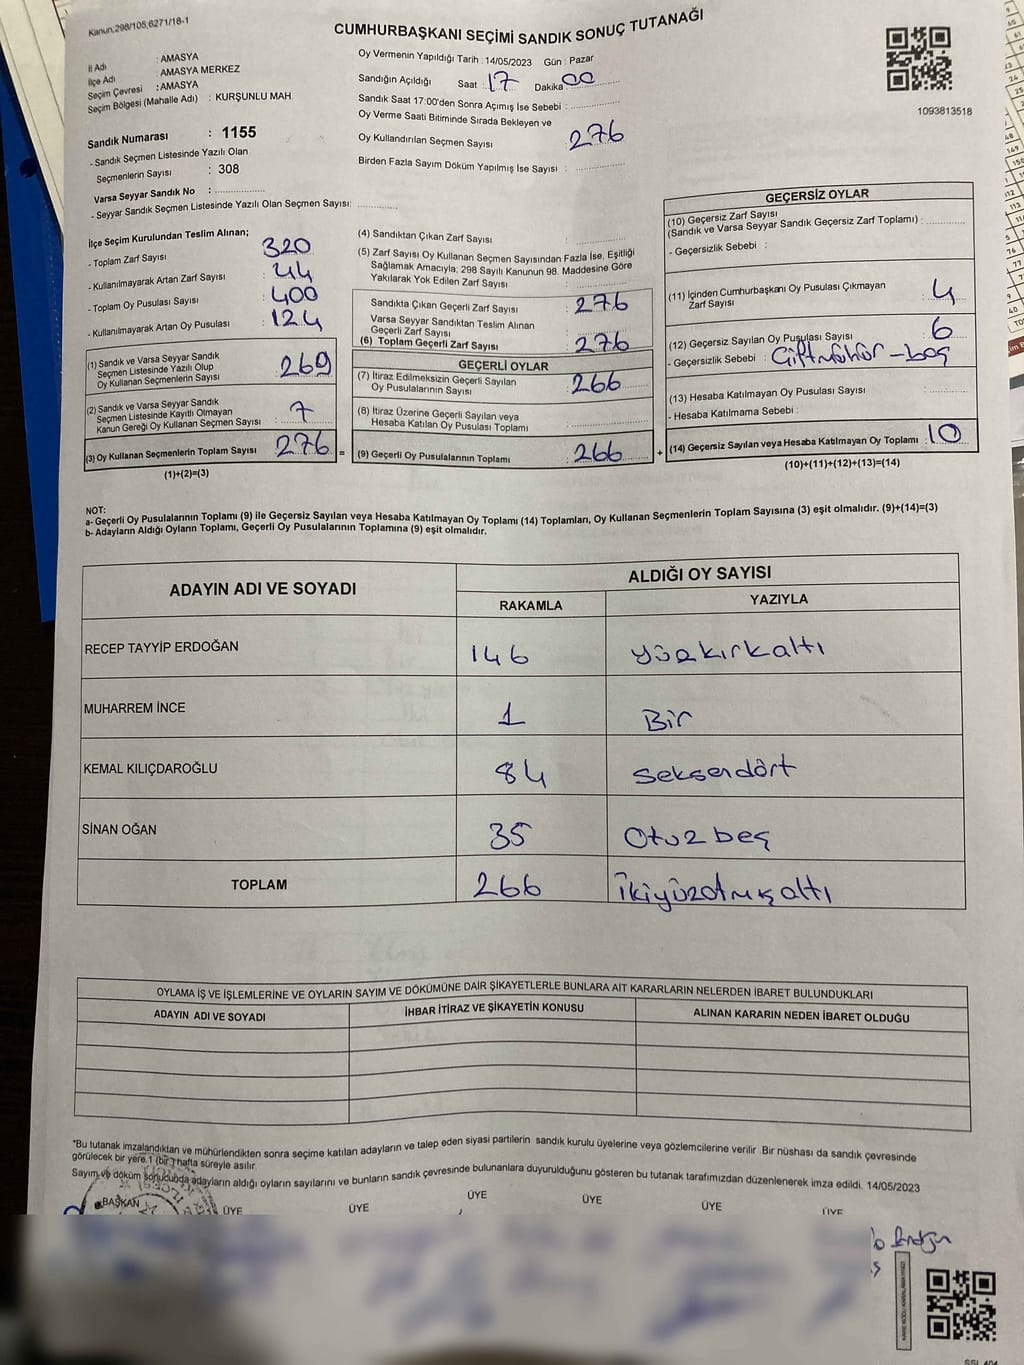 Kanun,298/105,6271/18-1
CUMHURBAŞKANI SEÇİMİ SANDIK SONUÇ TUTANAĞI
İl Adı : AMASYA
İlçe Adı : AMASYA MERKEZ
Seçim Çevresi : AMASYA
Seçim Bölgesi (Mahalle Adı) : KURŞUNLU MAH.
Oy Vermenin Yapıldığı Tarih : 14/05/2023 Gün : Pazar
Sandığın Açıldığı Saat : 17 Dakika 00
Sandık Saat 17:00'den Sonra Açımış İse Sebebi :
Oy Verme Saati Bitiminde Sırada Bekleyen ve
Oy Kullandırılan Seçmen Sayısı 276
Birden Fazla Sayım Döküm Yapılmış İse Sayısı :
1093813518
Sandık Numarası : 1155
- Sandık Seçmen Listesinde Yazılı Olan
Seçmenlerin Sayısı : 308
Varsa Seyyar Sandık No :
- Seyyar Sandık Seçmen Listesinde Yazılı Olan Seçmen Sayısı:
İlçe Seçim Kurulundan Teslim Alınan;
- Toplam Zarf Sayısı 320
- Kullanılmayarak Artan Zarf Sayısı : 44
- Toplam Oy Pusulası Sayısı : 400
- Kullanılmayarak Artan Oy Pusulası : 124
(1) Sandık ve Varsa Seyyar Sandık
Seçmen Listesinde Yazılı Olup
Oy Kullanan Seçmenlerin Sayısı : 269
(2) Sandık ve Varsa Seyyar Sandık
Seçmen Listesinde Kayıtlı Olmayan
Kanun Gereği Oy Kullanan Seçmen Sayısı : 7
(3) Oy Kullanan Seçmenlerin Toplam Sayısı : 276 =
(1)+(2)=(3)
(4) Sandıktan Çıkan Zarf Sayısı :
(5) Zarf Sayısı Oy Kullanan Seçmen Sayısından Fazla İse, Eşitliği
Sağlamak Amacıyla; 298 Sayılı Kanunun 98. Maddesine Göre
Yakılarak Yok Edilen Zarf Sayısı :
Sandıkta Çıkan Geçerli Zarf Sayısı : 276
Varsa Seyyar Sandıktan Teslim Alınan
Geçerli Zarf Sayısı :
(6) Toplam Geçerli Zarf Sayısı : 276
GEÇERLİ OYLAR
(7) İtiraz Edilmeksizin Geçerli Sayılan
Oy Pusulalarının Sayısı : 266
(8) İtiraz Üzerine Geçerli Sayılan veya
Hesaba Katılan Oy Pusulası Toplamı :
(9) Geçerli Oy Pusulalarının Toplamı : 266 +
GEÇERSİZ OYLAR
(10) Geçersiz Zarf Sayısı
(Sandık ve Varsa Seyyar Sandık Geçersiz Zarf Toplamı) :
- Geçersizlik Sebebi :
(11) İçinden Cumhurbaşkanı Oy Pusulası Çıkmayan
Zarf Sayısı : 4
(12) Geçersiz Sayılan Oy Pusulası Sayısı : 6
- Geçersizlik Sebebi : Çiftmühür - boş
(13) Hesaba Katılmayan Oy Pusulası Sayısı :
- Hesaba Katılmama Sebebi :
(14) Geçersiz Sayılan veya Hesaba Katılmayan Oy Toplamı : 10
(10)+(11)+(12)+(13)=(14)
NOT:
a- Geçerli Oy Pusulalarının Toplamı (9) ile Geçersiz Sayılan veya Hesaba Katılmayan Oy Toplamı (14) Toplamları, Oy Kullanan Seçmenlerin Toplam Sayısına (3) eşit olmalıdır. (9)+(14)=(3)
b- Adayların Aldığı Oyların Toplamı, Geçerli Oy Pusulalarının Toplamına (9) eşit olmalıdır.
ADAYIN ADI VE SOYADI ALDIĞI OY SAYISI
RAKAMLA YAZIYLA
RECEP TAYYİP ERDOĞAN 146 yüzkırkaltı
MUHARREM İNCE 1 Bir
KEMAL KILIÇDAROĞLU 84 seksendört
SİNAN OĞAN 35 Otuz beş
TOPLAM 266 İkiyüzatmışaltı
OYLAMA İŞ VE İŞLEMLERİNE VE OYLARIN SAYIM VE DÖKÜMÜNE DAİR ŞİKAYETLERLE BUNLARA AİT KARARLARIN NELERDEN İBARET BULUNDUKLARI
ADAYIN ADI VE SOYADI İHBAR İTİRAZ VE ŞİKAYETİN KONUSU ALINAN KARARIN NEDEN İBARET OLDUĞU
*Bu tutanak imzalandıktan ve mühürlendikten sonra seçime katılan adayların ve talep eden siyasi partilerin sandık kurulu üyelerine veya gözlemcilerine verilir Bir nüshası da sandık çevresinde
görülecek bir yere 1 (bir) hafta süreyle asılır.
Sayım ve döküm sonucunda adayların aldığı oyların sayılarını ve bunların sandık çevresinde bulunanlara duyurulduğunu gösteren bu tutanak tarafımızdan düzenlenerek imza edildi. 14/05/2023
BAŞKAN ÜYE ÜYE ÜYE ÜYE ÜYE ÜYE